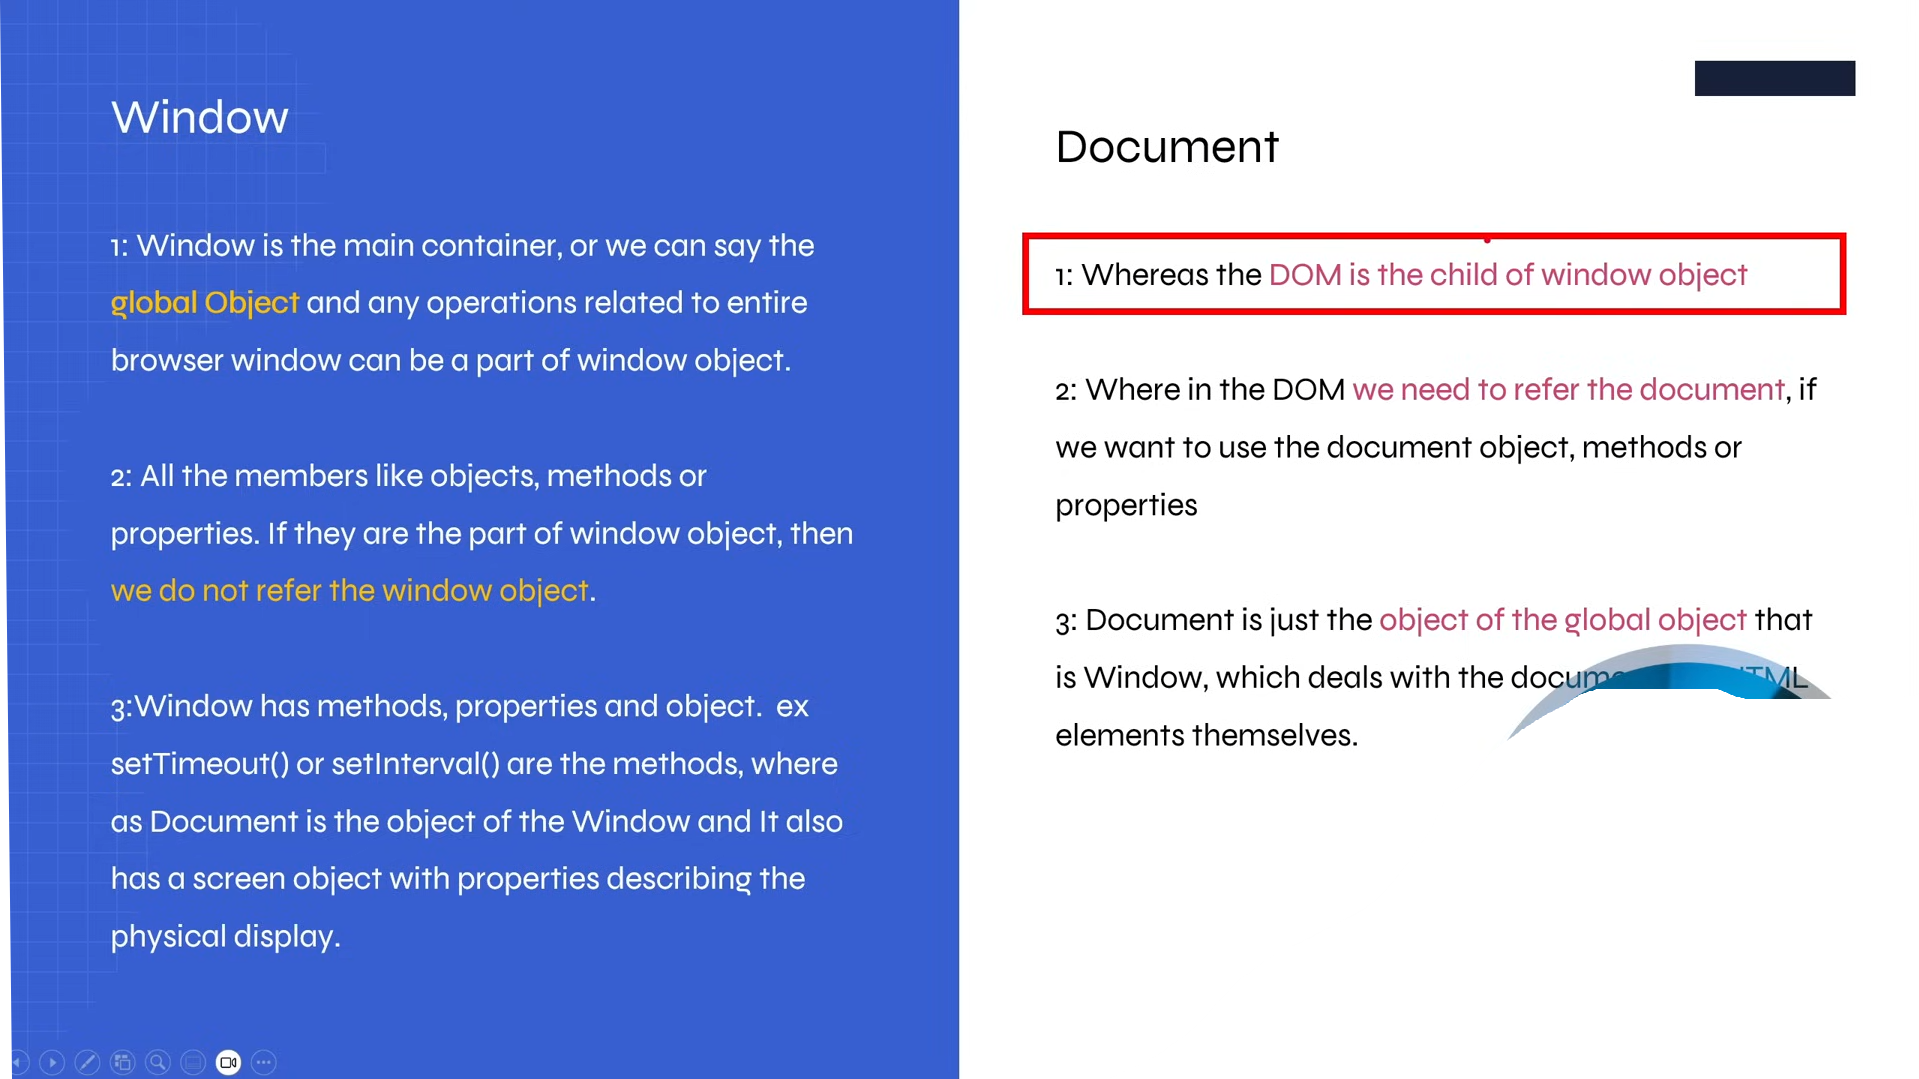 Window
1: Window is the main container, or we can say the
global Object and any operations related to entire
browser window can be a part of window object.
2: All the members like objects, methods or
properties. If they are the part of window object, then
we do not refer the window object.
3:Window has methods, properties and object.  ex
setTimeout() or setInterval() are the methods, where
as Document is the object of the Window and It also
has a screen object with properties describing the
physical display.
Document
1: Whereas the DOM is the child of window object
2: Where in the DOM we need to refer the document, if
we want to use the document object, methods or
properties
3: Document is just the object of the global object that
is Window, which deals with the HTML
elements themselves.